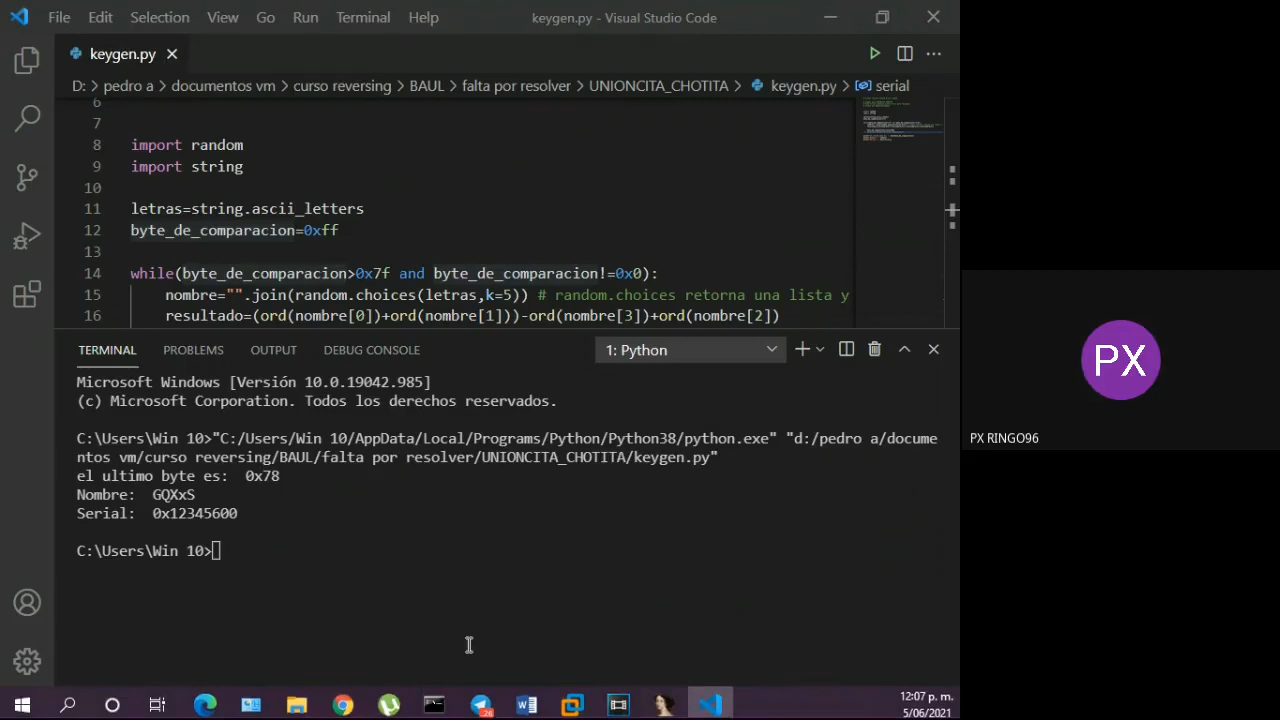 File Edit Selection View Go Run Terminal Help keygen.py - Visual Studio Code
keygen.py
D: > pedro a > documentos vm > curso reversing > BAUL > falta por resolver > UNIONCITA_CHOTITA > keygen.py > serial
6
7
8 import random
9 import string
10
11 letras=string.ascii_letters
12 byte_de_comparacion=0xff
13
14 while(byte_de_comparacion>0x7f and byte_de_comparacion!=0x0):
15 nombre="".join(random.choices(letras,k=5)) # random.choices retorna una lista y
16 resultado=(ord(nombre[0])+ord(nombre[1]))-ord(nombre[3])+ord(nombre[2])
TERMINAL PROBLEMS OUTPUT DEBUG CONSOLE 1: Python
Microsoft Windows [Versión 10.0.19042.985]
(c) Microsoft Corporation. Todos los derechos reservados.
C:\Users\Win 10>"C:/Users/Win 10/AppData/Local/Programs/Python/Python38/python.exe" "d:/pedro a/docume
ntos vm/curso reversing/BAUL/falta por resolver/UNIONCITA_CHOTITA/keygen.py"
el ultimo byte es: 0x78
Nombre: GQXxS
Serial: 0x12345600
C:\Users\Win 10>
PX
PX RINGO96
12:07 p. m.
5/06/2021